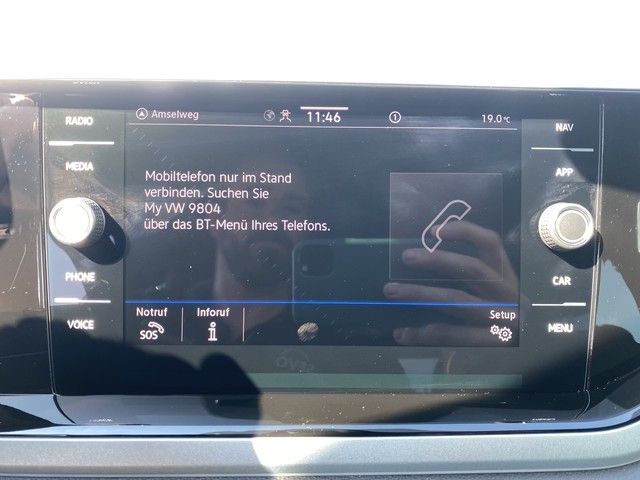 RADIO
MEDIA
PHONE
VOICE
Amselweg
11:46
1
19.0°C
Mobiltelefon nur im Stand
verbinden. Suchen Sie
My VW 9804
über das BT-Menü Ihres Telefons.
Notruf
SOS
Inforuf
i
Setup
NAV
APP
CAR
MENU